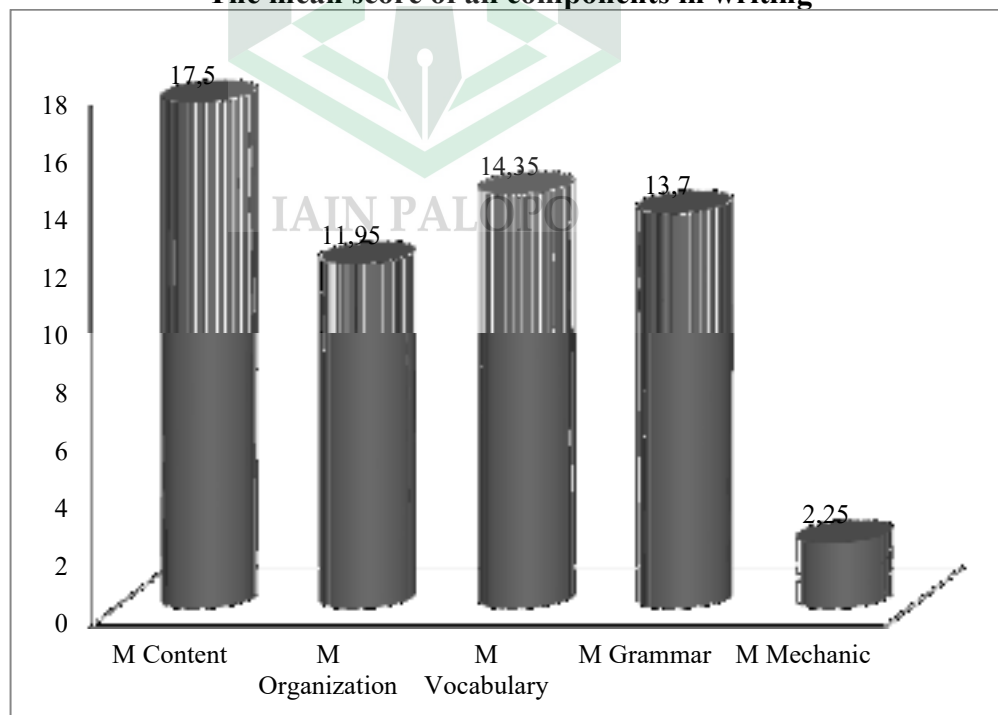 The mean score of all components in writing
17,5
18
16
14,35
14
13,7
IAIN PALOPO
11,95
12
10
8
6
4
2,25
2
0
M Content
M
Organization
M
Vocabulary
M Grammar
M Mechanic